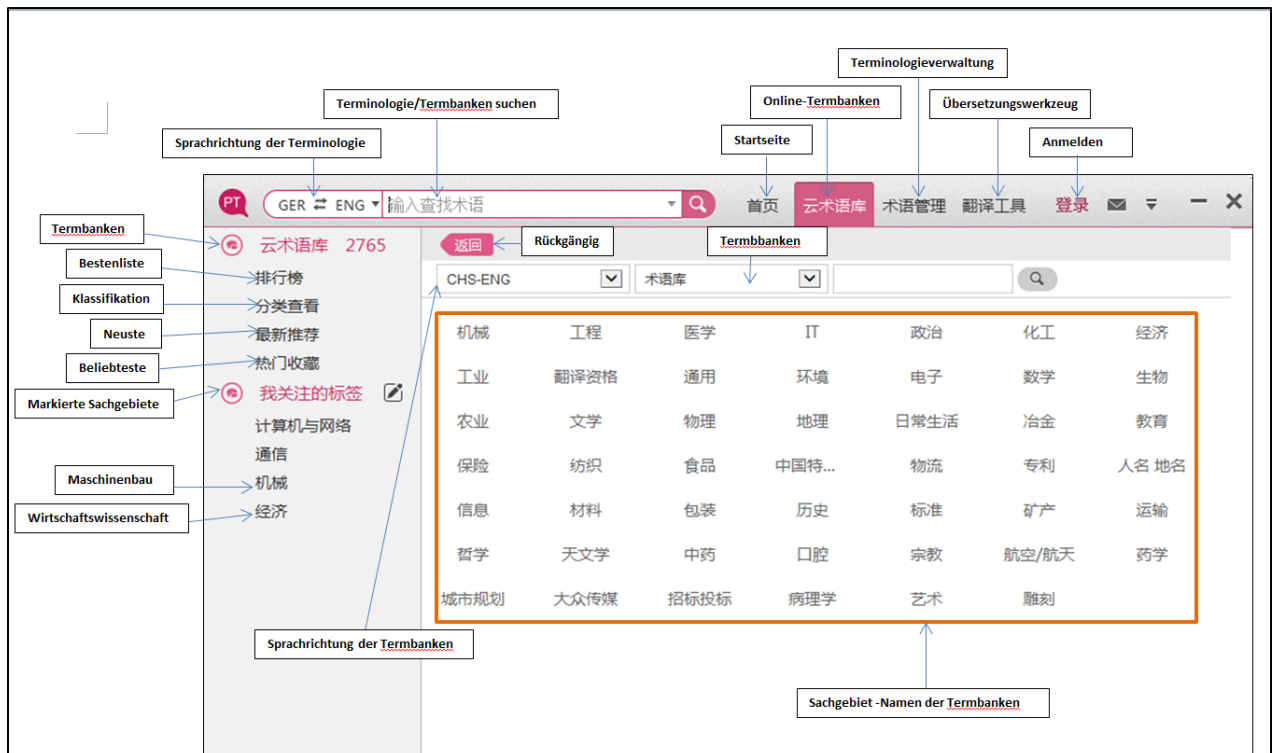 Terminologieverwaltung
Terminologie/Termbanken suchen
Online-Termbanken
Übersetzungswerkzeug
Sprachrichtung der Terminologie
Startseite
Anmelden
PT GER ⇄ ENG 输入查找术语 首页 云术语库 术语管理 翻译工具 登录
Termbanken
云术语库 2765
返回
Rückgängig
Termbbanken
Bestenliste
排行榜
CHS-ENG 术语库
Klassifikation
分类查看
Neuste
最新推荐
Beliebteste
热门收藏
Markierte Sachgebiete
我关注的标签
计算机与网络
通信
Maschinenbau
机械
Wirtschaftswissenschaft
经济
机械 工程 医学 IT 政治 化工 经济
工业 翻译资格 通用 环境 电子 数学 生物
农业 文学 物理 地理 日常生活 冶金 教育
保险 纺织 食品 中国特... 物流 专利 人名 地名
信息 材料 包装 历史 标准 矿产 运输
哲学 天文学 中药 口腔 宗教 航空/航天 药学
城市规划 大众传媒 招标投标 病理学 艺术 雕刻
Sprachrichtung der Termbanken
Sachgebiet -Namen der Termbanken